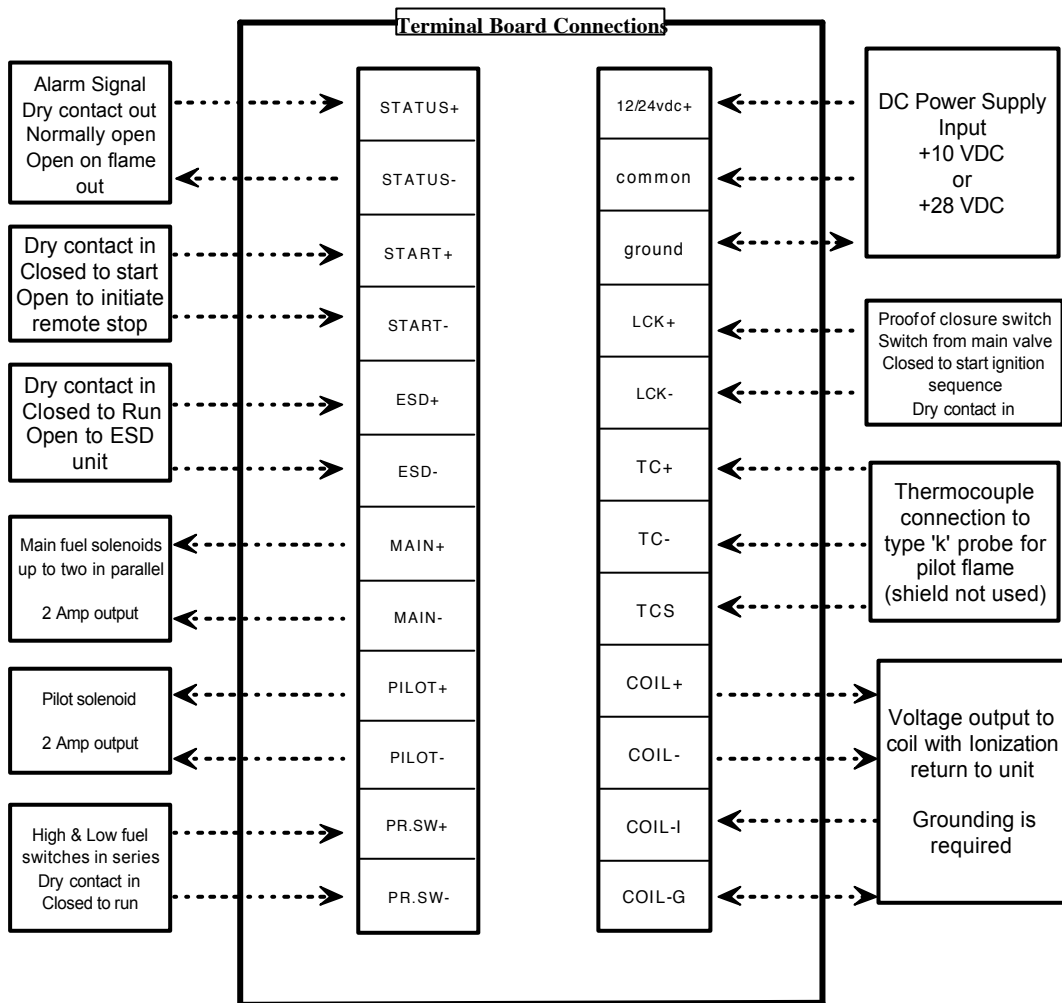 Terminal Board Connections
Alarm Signal
Dry contact out
Normally open
Open on flame
out
Dry contact in
Closed to start
Open to initiate
remote stop
Dry contact in
Closed to Run
Open to ESD
unit
Main fuel solenoids
up to two in parallel
2 Amp output
Pilot solenoid
2 Amp output
High & Low fuel
switches in series
Dry contact in
Closed to run
STATUS+
STATUS-
START+
START-
ESD+
ESD-
MAIN+
MAIN-
PILOT+
PILOT-
PR.SW+
PR.SW-
12/24vdc+
common
ground
LCK+
LCK-
TC+
TC-
TCS
COIL+
COIL-
COIL-I
COIL-G
DC Power Supply
Input
+10 VDC
or
+28 VDC
Proof of closure switch
Switch from main valve
Closed to start ignition
sequence
Dry contact in
Thermocouple
connection to
type 'k' probe for
pilot flame
(shield not used)
Voltage output to
coil with Ionization
return to unit
Grounding is
required